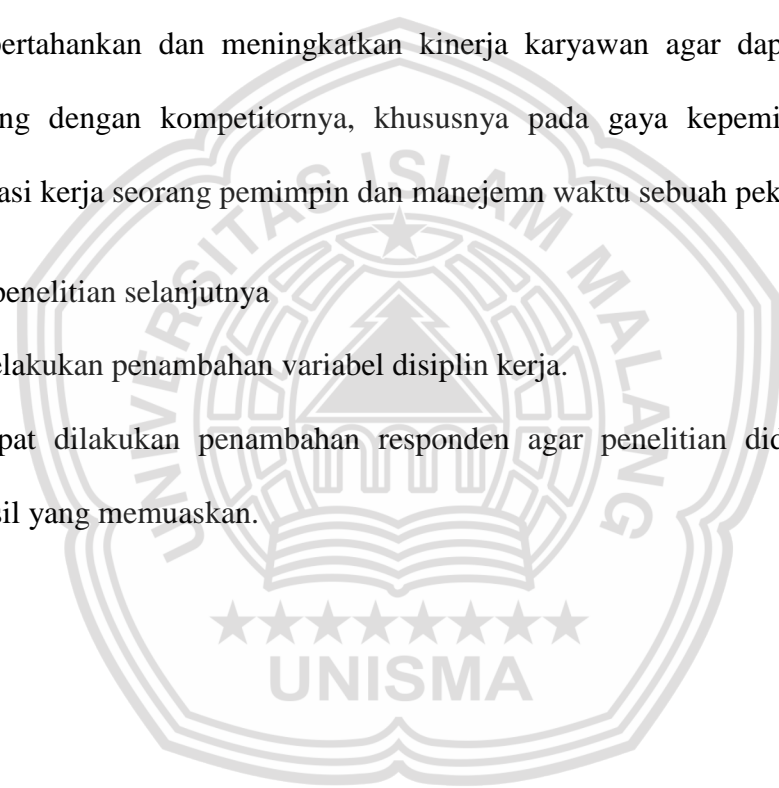 pertahankan dan meningkatkan kinerja karyawan agar dap
ng dengan kompetitornya, khususnya pada gaya kepemi
asi kerja seorang pemimpin dan manejemn waktu sebuah pek
penelitian selanjutnya
elakukan penambahan variabel disiplin kerja.
pat dilakukan penambahan responden agar penelitian did
sil yang memuaskan.
UNIVERSITAS ISLAM MALANG
UNISMA